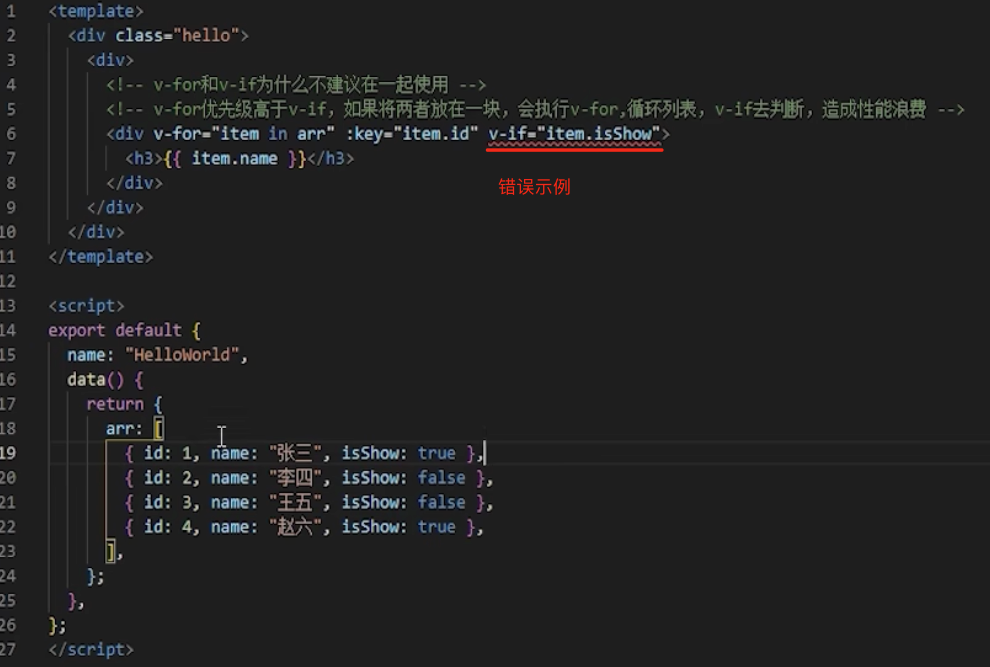 1 <template>
2 <div class="hello">
3 <div>
4 <!-- v-for和v-if为什么不建议在一起使用 -->
5 <!-- v-for优先级高于v-if，如果将两者放在一块，会执行v-for,循环列表，v-if去判断，造成性能浪费 -->
6 <div v-for="item in arr" :key="item.id" v-if="item.isShow">
7 <h3>{{ item.name }}</h3>
错误示例
8 </div>
9 </div>
10 </div>
11 </template>
12
13 <script>
14 export default {
15 name: "HelloWorld",
16 data() {
17 return {
18 arr: [
19 { id: 1, name: "张三", isShow: true },
20 { id: 2, name: "李四", isShow: false },
21 { id: 3, name: "王五", isShow: false },
22 { id: 4, name: "赵六", isShow: true },
23 ],
24 };
25 },
26 };
27 </script>